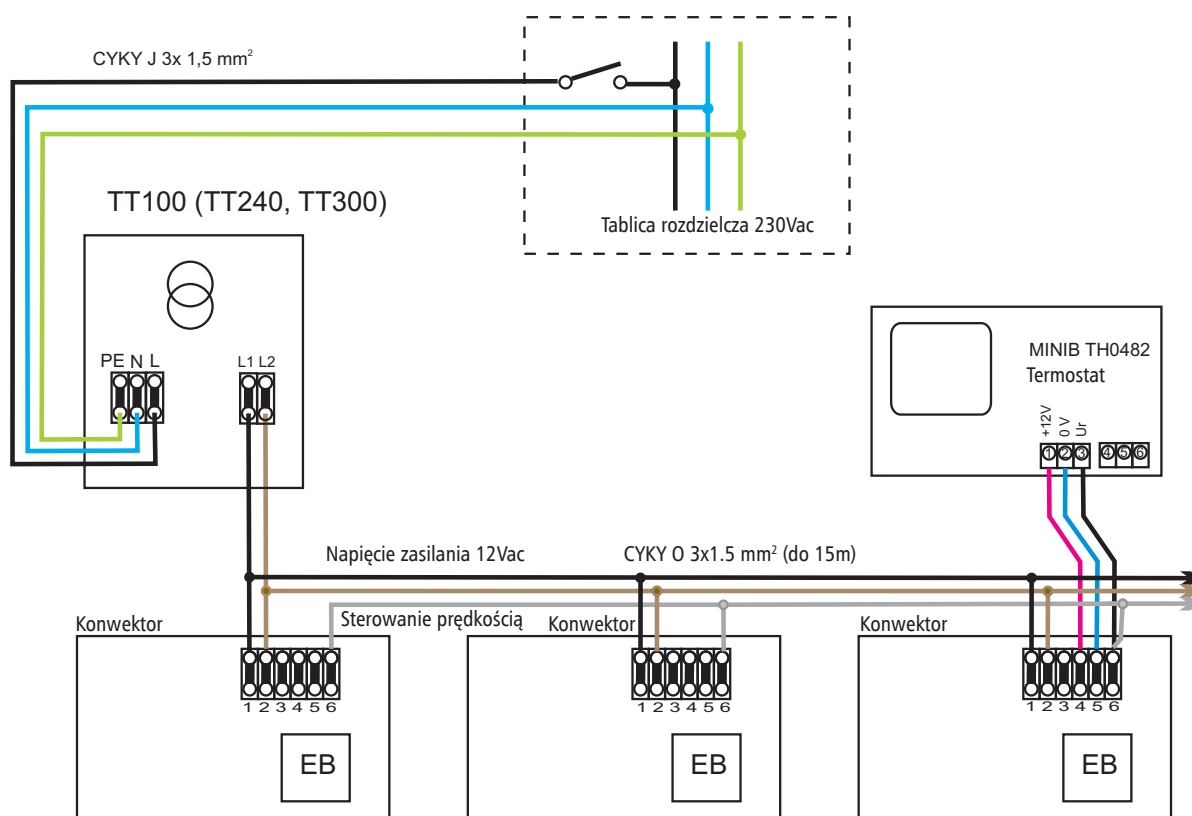 CYKY J 3x 1,5 mm²
Tablica rozdzielcza 230Vac
TT100 (TT240, TT300)
PE N L
L1 L2
MINIB TH0482
Termostat
+12V
0 V
Ur
1 2 3 4 5 6
Napięcie zasilania 12Vac
CYKY O 3x1.5 mm² (do 15m)
Sterowanie prędkością
Konwektor
1 2 3 4 5 6
EB
Konwektor
1 2 3 4 5 6
EB
Konwektor
1 2 3 4 5 6
EB